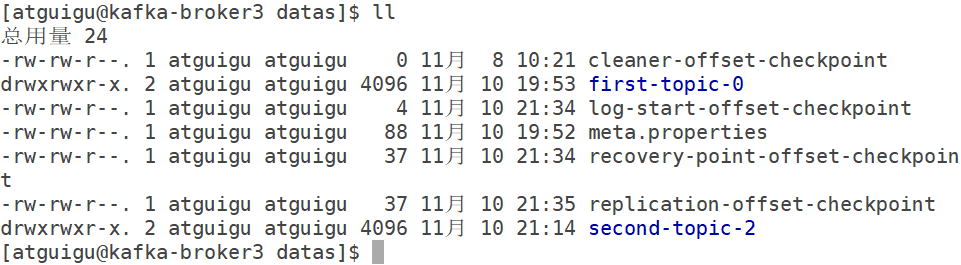 [atguigu@kafka-broker3 datas]$ ll
总用量 24
-rw-rw-r--. 1 atguigu atguigu    0 11月  8 10:21 cleaner-offset-checkpoint
drwxrwxr-x. 2 atguigu atguigu 4096 11月 10 19:53 first-topic-0
-rw-rw-r--. 1 atguigu atguigu    4 11月 10 21:34 log-start-offset-checkpoint
-rw-rw-r--. 1 atguigu atguigu   88 11月 10 19:52 meta.properties
-rw-rw-r--. 1 atguigu atguigu   37 11月 10 21:34 recovery-point-offset-checkpoin
t
-rw-rw-r--. 1 atguigu atguigu   37 11月 10 21:35 replication-offset-checkpoint
drwxrwxr-x. 2 atguigu atguigu 4096 11月 10 21:14 second-topic-2
[atguigu@kafka-broker3 datas]$